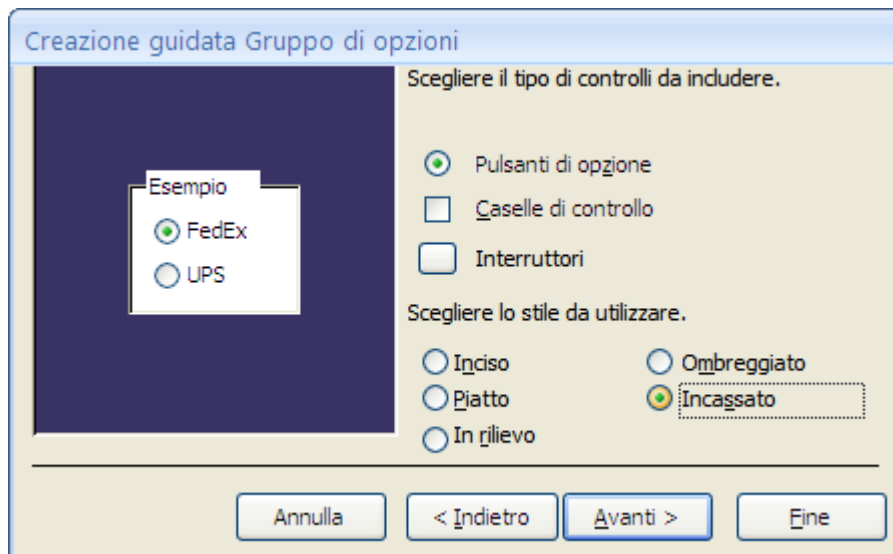 Creazione guidata Gruppo di opzioni
Scegliere il tipo di controlli da includere.
Esempio
FedEx
UPS
Pulsanti di opzione
Caselle di controllo
Interruttori
Scegliere lo stile da utilizzare.
Inciso
Ombreggiato
Piatto
Incassato
In rilievo
Annulla
< Indietro
Avanti >
Fine